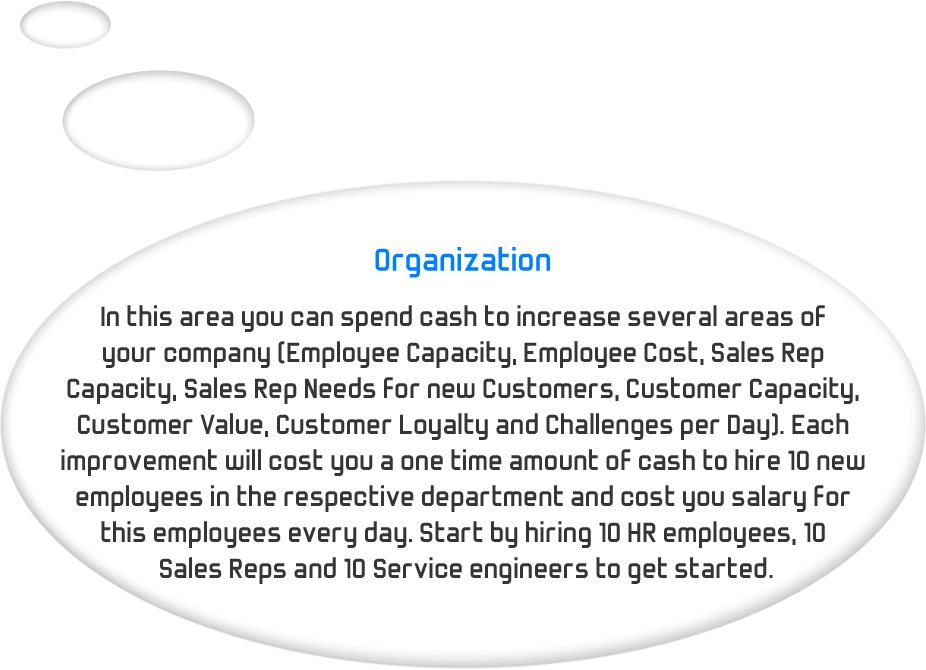 Organization
In this area you can spend cash to increase several areas of
your company (Employee Capacity, Employee Cost, Sales Rep
Capacity, Sales Rep Needs for new Customers, Customer Capacity,
Customer Value, Customer Loyalty and Challenges per Day). Each
improvement will cost you a one time amount of cash to hire 10 new
employees in the respective department and cost you salary for
this employees every day. Start by hiring 10 HR employees, 10
Sales Reps and 10 Service engineers to get started.